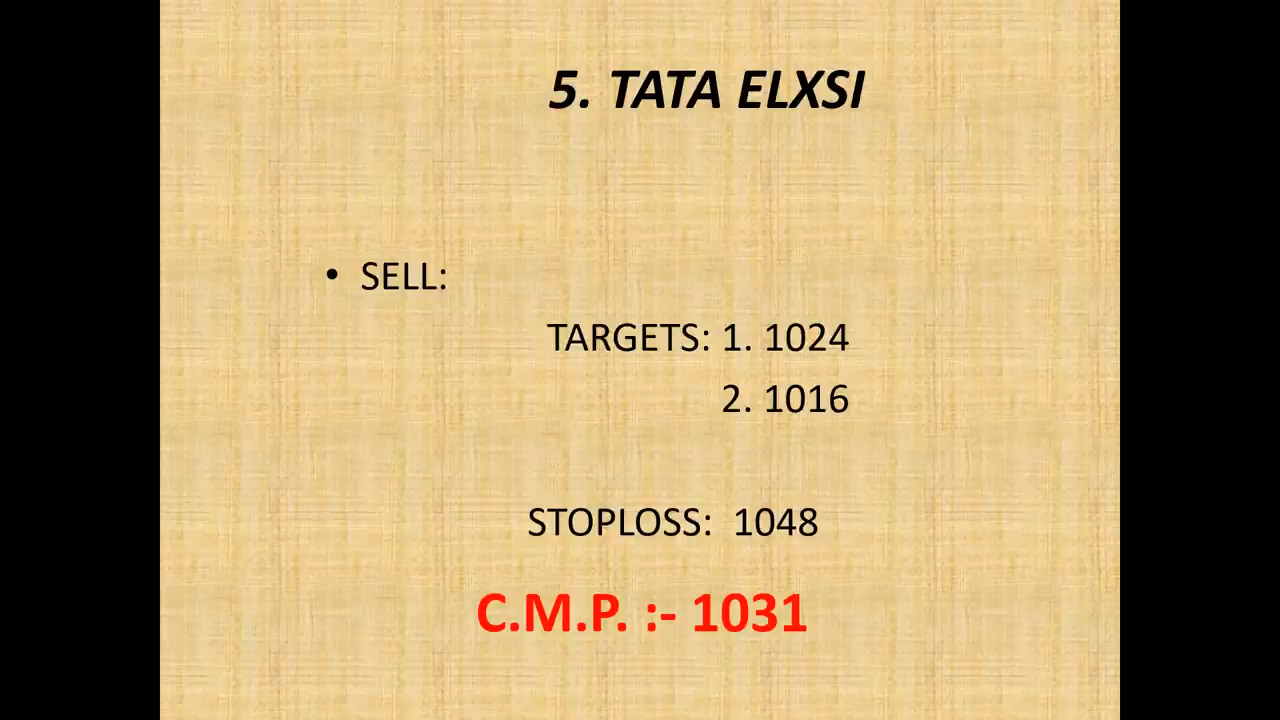 5. TATA ELXSI
• SELL:
TARGETS: 1. 1024
2. 1016
STOPLOSS: 1048
C.M.P. :- 1031